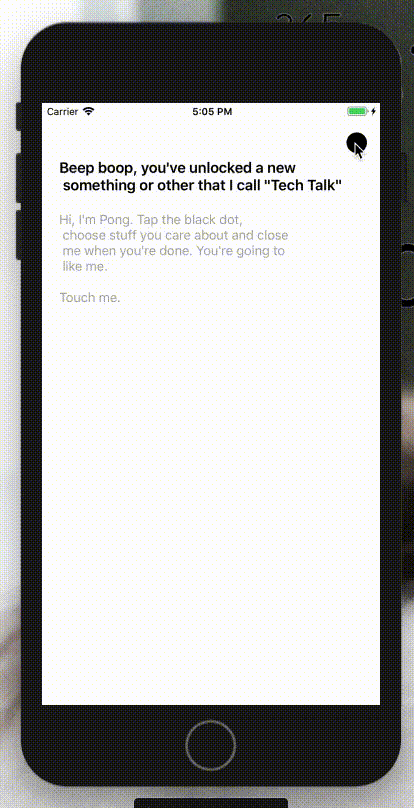 Carrier 5:05 PM
Beep boop, you've unlocked a new
something or other that I call "Tech Talk"
Hi, I'm Pong. Tap the black dot,
choose stuff you care about and close
me when you're done. You're going to
like me.
Touch me.